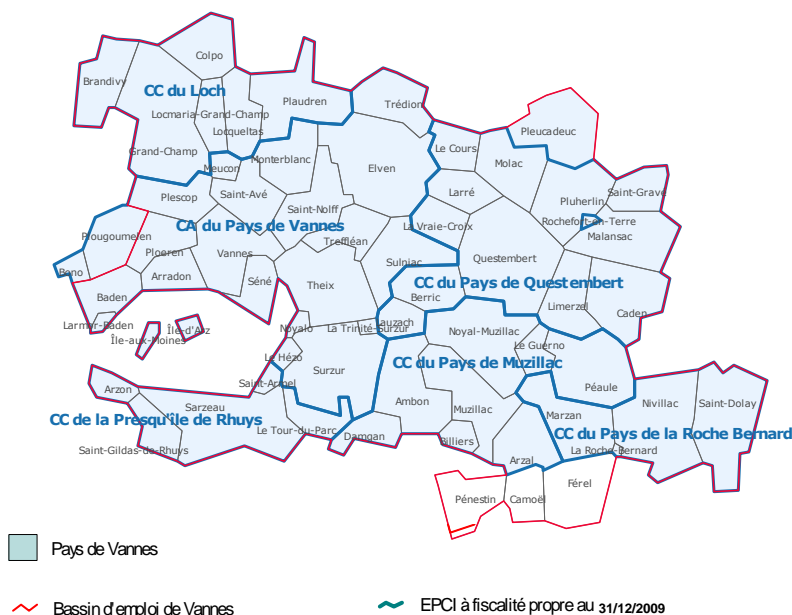 Colpo
Brandivy
CC du Loch
Plaudren
Trédion
Locmaria-Grand-Champ
Pleucadeuc
Locqueltas
Grand-Champ
Le Cours
Meucon
Monterblanc
Molac
Elven
Plescop
Saint-Avé
Larré
Pluherlin
Saint-Grave
Saint-Nolff
Rochefort-en-Terre
CA du Pays de Vannes
La Vraie-Croix
Malansac
Plougoumelen
Treffléan
Ploeren
Vannes
Questembert
Bono
Arradon
Séné
Theix
Sulniac
CC du Pays de Questembert
Baden
Berric
Limerzel
Caden
Larmor-Baden
Île-d'Arz
Île-aux-Moines
Noyalo
La Trinité-Surzur
Lauzach
Noyal-Muzillac
Le Guerno
Le Hézo
CC du Pays de Muzillac
Surzur
Saint-Armel
Péaule
Arzon
Sarzeau
Ambon
Nivillac
Saint-Dolay
CC de la Presqu'île de Rhuys
Muzillac
Marzan
Le Tour-du-Parc
Damgan
Billiers
CC du Pays de la Roche Bernard
Saint-Gildas-de-Rhuys
La Roche-Bernard
Arzal
Pénestin
Camoël
Férel
Pays de Vannes
Bassin d'emploi de Vannes
EPCI à fiscalité propre au 31/12/2009